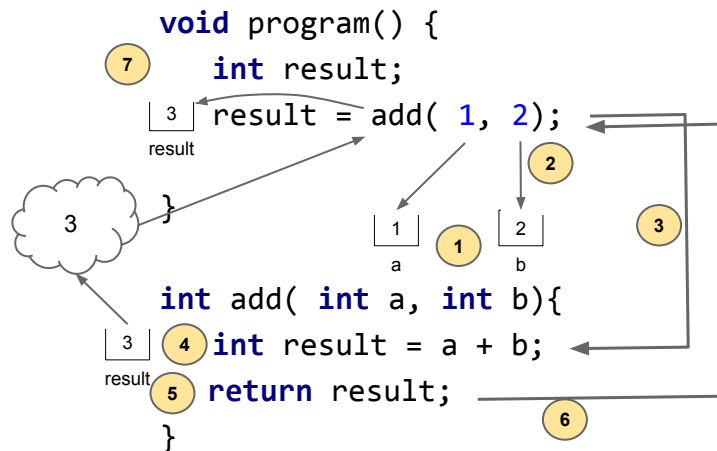 void program() {
7
int result;
3
result = add( 1, 2);
result
2
}
3
1
2
3
1
a
b
int add( int a, int b){
3
4
int result = a + b;
result
5
return result;
6
}